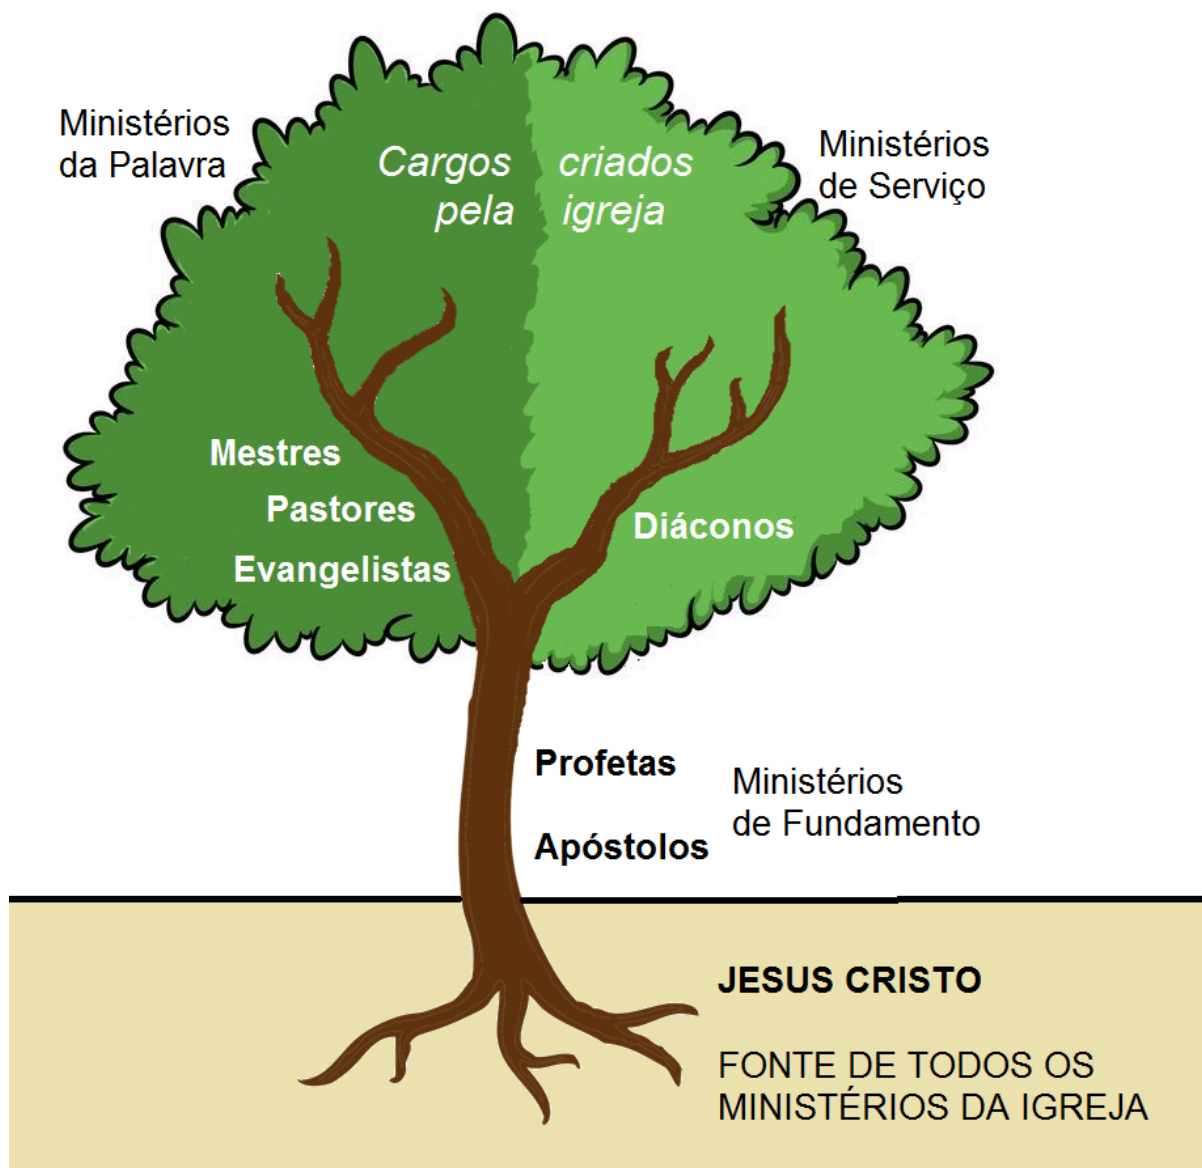 Ministérios
da Palavra
Cargos criados
pela igreja
Ministérios
de Serviço
Mestres
Pastores
Evangelistas
Diáconos
Profetas
Apóstolos
Ministérios
de Fundamento
JESUS CRISTO
FONTE DE TODOS OS
MINISTÉRIOS DA IGREJA